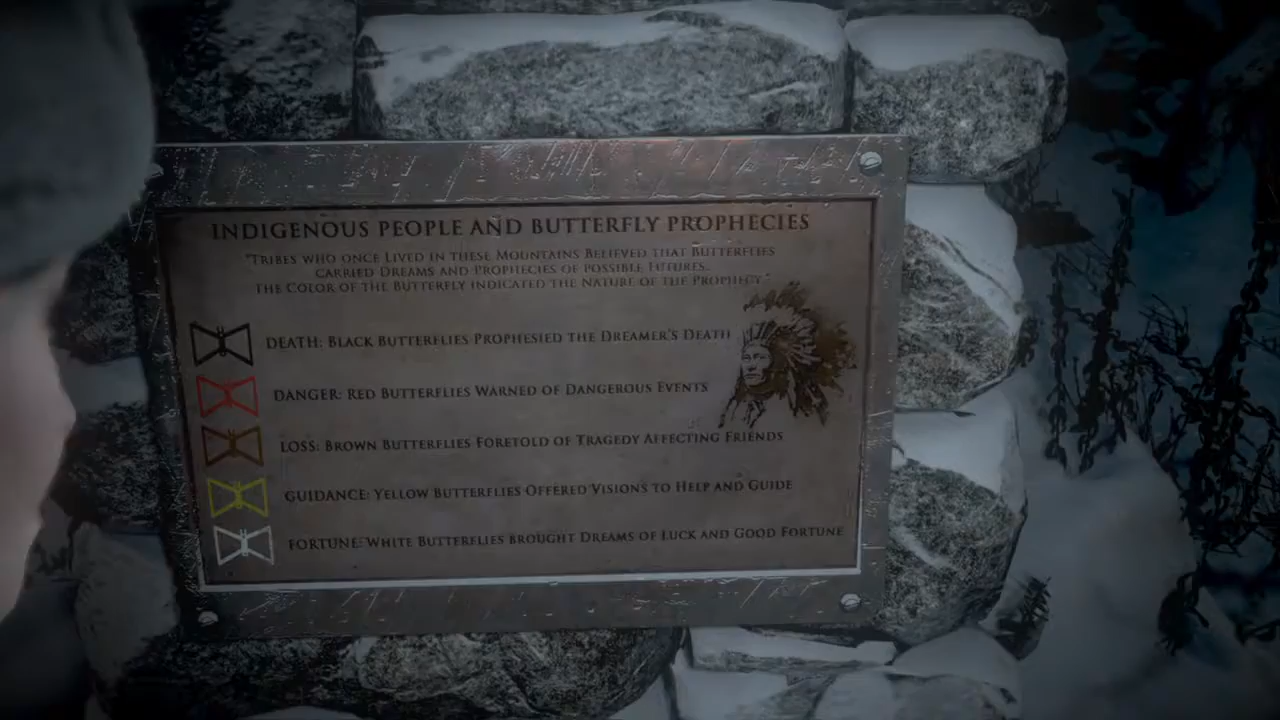 INDIGENOUS PEOPLE AND BUTTERFLY PROPHECIES
"TRIBES WHO ONCE LIVED IN THESE MOUNTAINS BELIEVED THAT BUTTERFLIES
CARRIED DREAMS AND PROPHECIES OF POSSIBLE FUTURES.
THE COLOR OF THE BUTTERFLY INDICATED THE NATURE OF THE PROPHECY."
DEATH: BLACK BUTTERFLIES PROPHESIED THE DREAMER'S DEATH
DANGER: RED BUTTERFLIES WARNED OF DANGEROUS EVENTS
LOSS: BROWN BUTTERFLIES FORETOLD OF TRAGEDY AFFECTING FRIENDS
GUIDANCE: YELLOW BUTTERFLIES OFFERED VISIONS TO HELP AND GUIDE
FORTUNE: WHITE BUTTERFLIES BROUGHT DREAMS OF LUCK AND GOOD FORTUNE